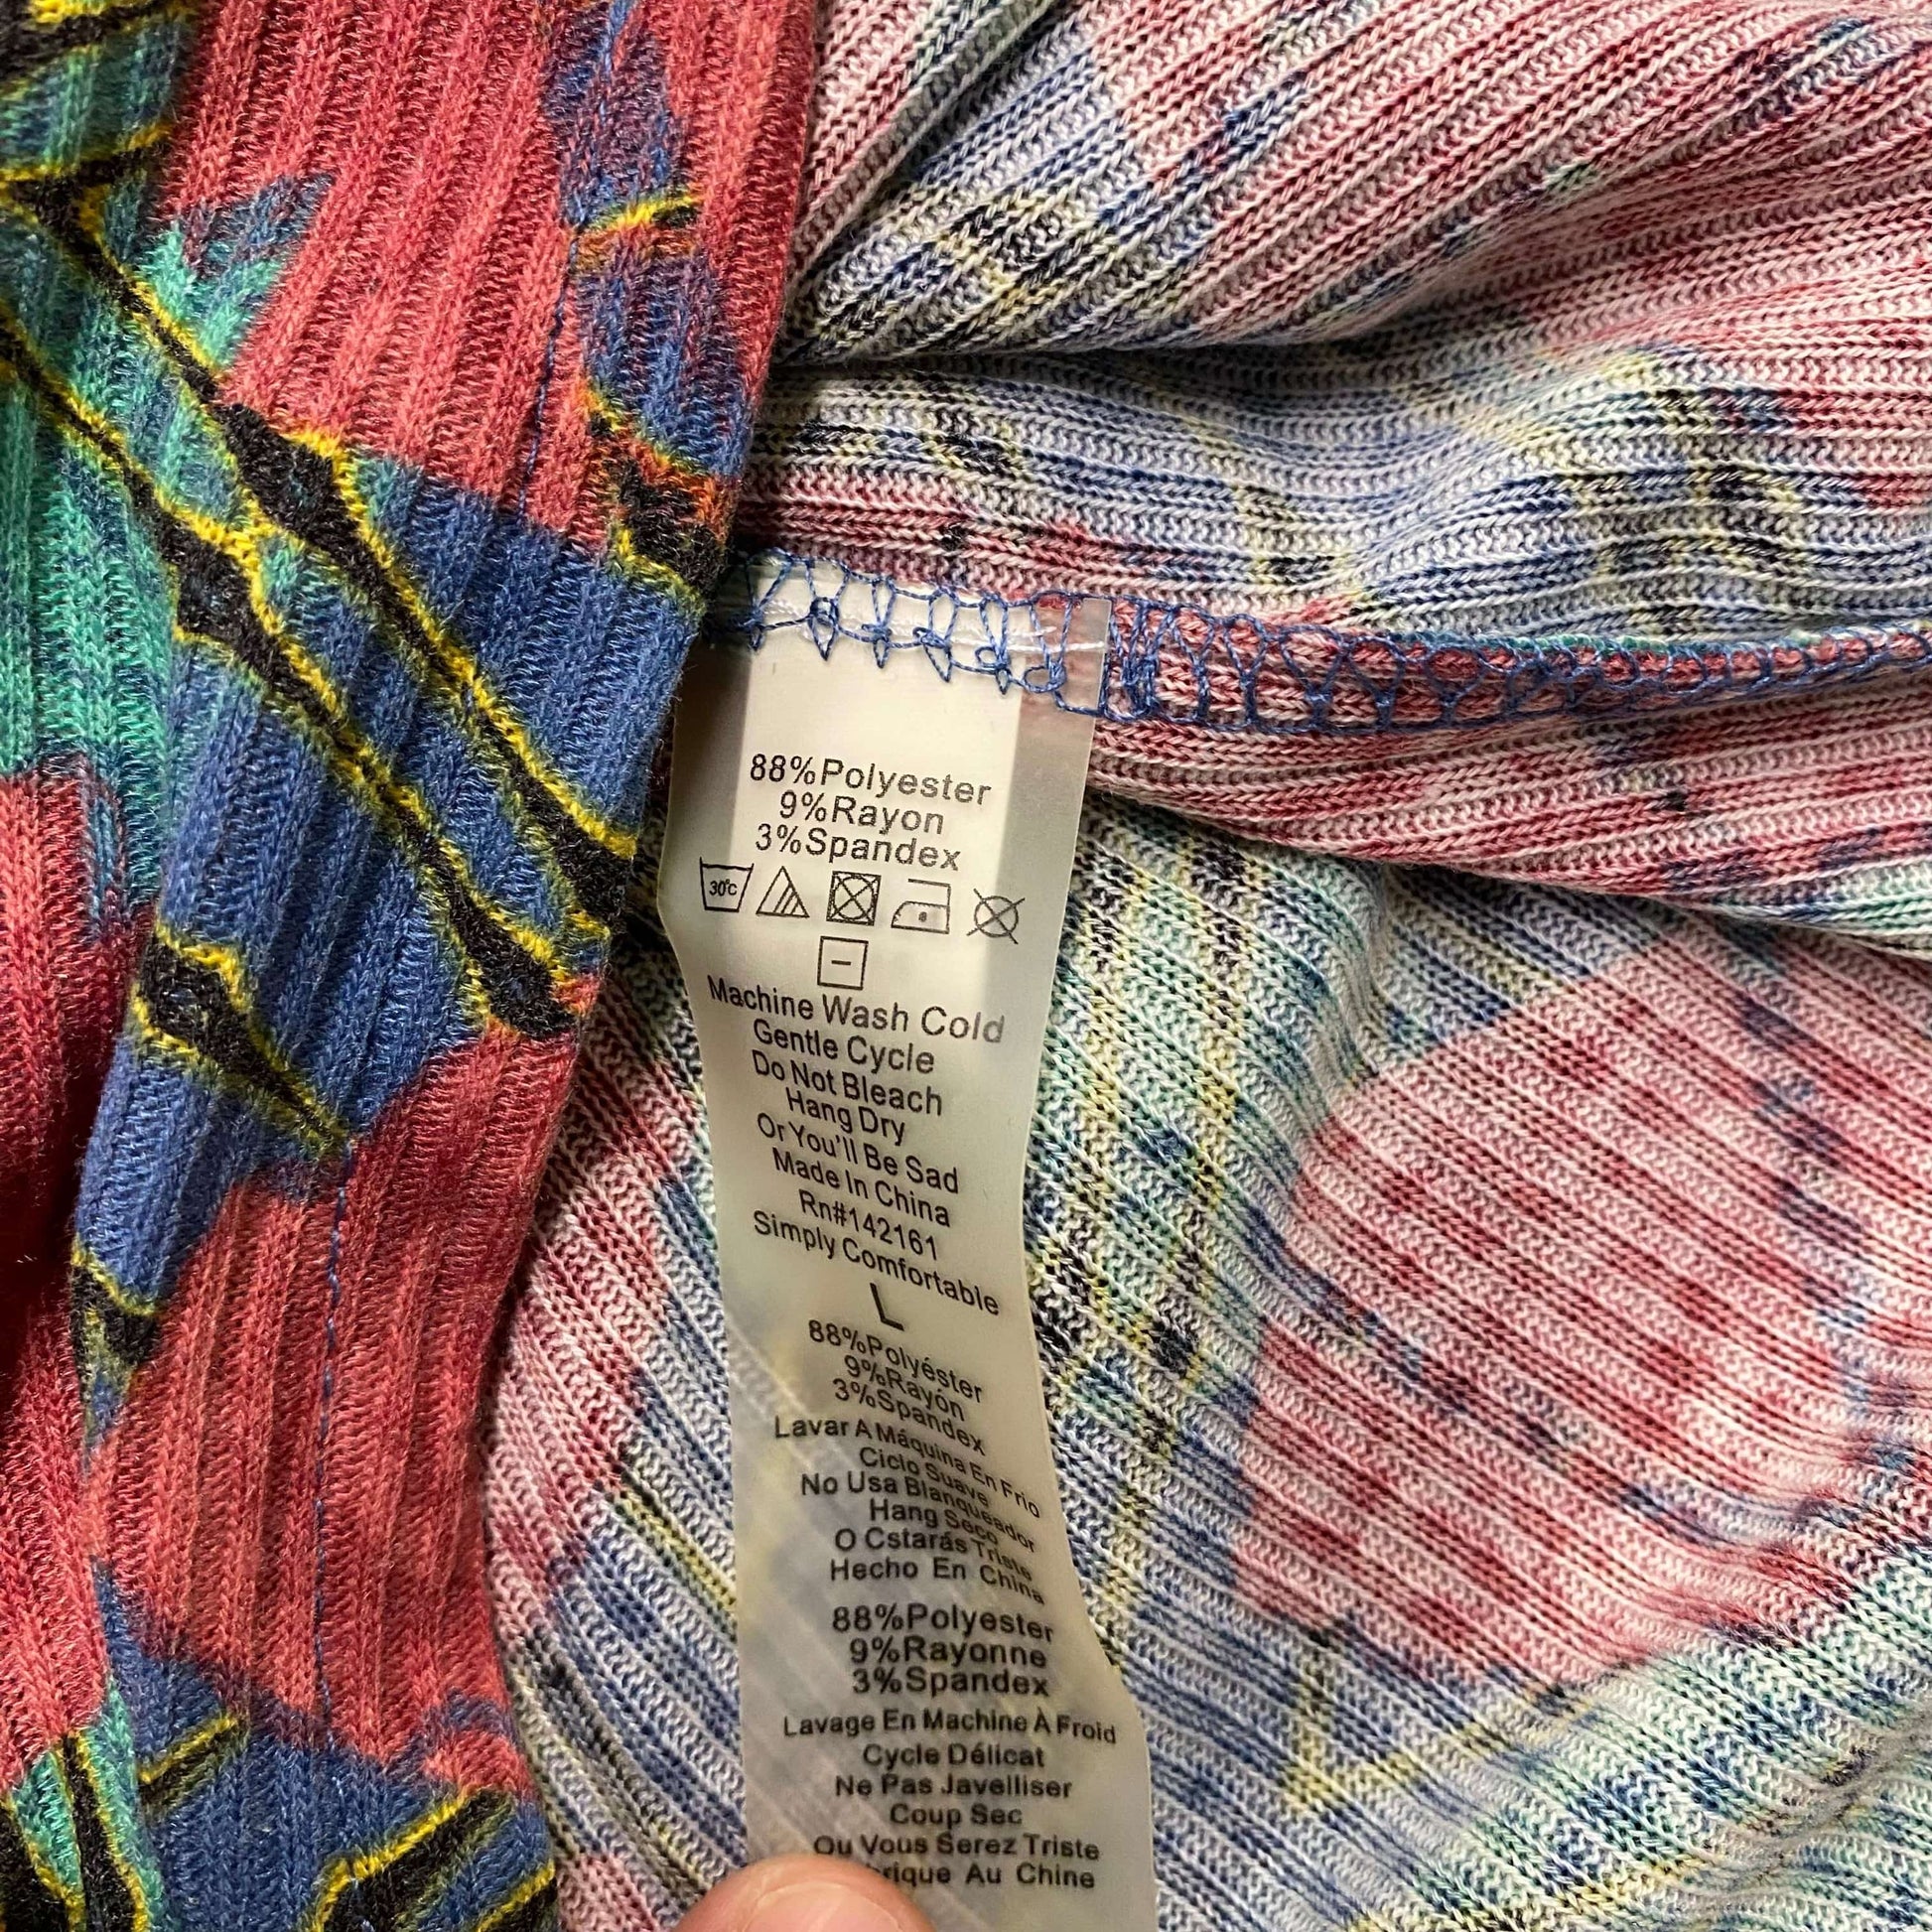 88%Polyester
9%Rayon
3%Spandex
30°c
Machine Wash Cold
Gentle Cycle
Do Not Bleach
Hang Dry
Or You'll Be Sad
Made In China
Rn#142161
Simply Comfortable
L
88%Polyéster
9%Rayón
3%Spandex
Lavar A Máquina En Frio
Ciclo Suave
No Usa Blanqueador
Hang Seco
O Cstarás Triste
Hecho En China
88%Polyester
9%Rayonne
3%Spandex
Lavage En Machine À Froid
Cycle Délicat
Ne Pas Javelliser
Coup Sec
Ou Vous Serez Triste
Au Chine